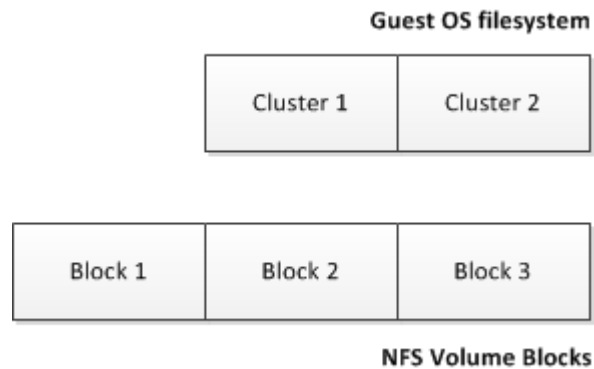 Guest OS filesystem
Cluster 1 Cluster 2
Block 1 Block 2 Block 3
NFS Volume Blocks